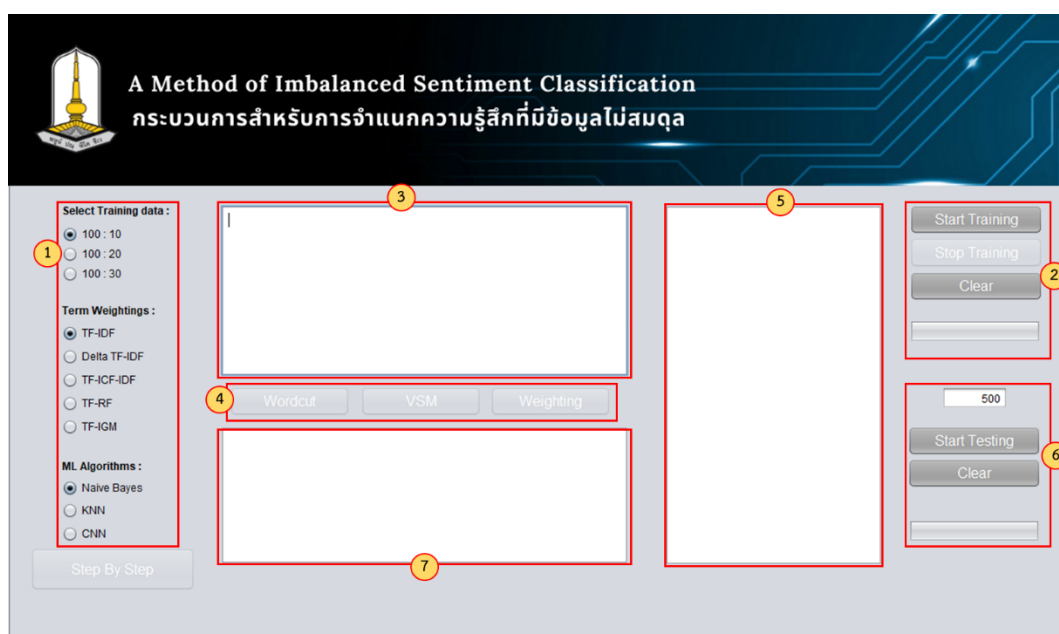 A Method of Imbalanced Sentiment Classification
กระบวนการสำหรับการจำแนกความรู้สึกที่มีข้อมูลไม่สมดุล
Select Training data :
100 : 10
100 : 20
100 : 30
1
Term Weightings :
TF-IDF
Delta TF-IDF
TF-ICF-IDF
TF-RF
TF-IGM
ML Algorithms :
Naive Bayes
KNN
CNN
Step By Step
3
4
Wordcut
VSM
Weighting
7
5
Start Training
Stop Training
Clear
2
500
Start Testing
Clear
6